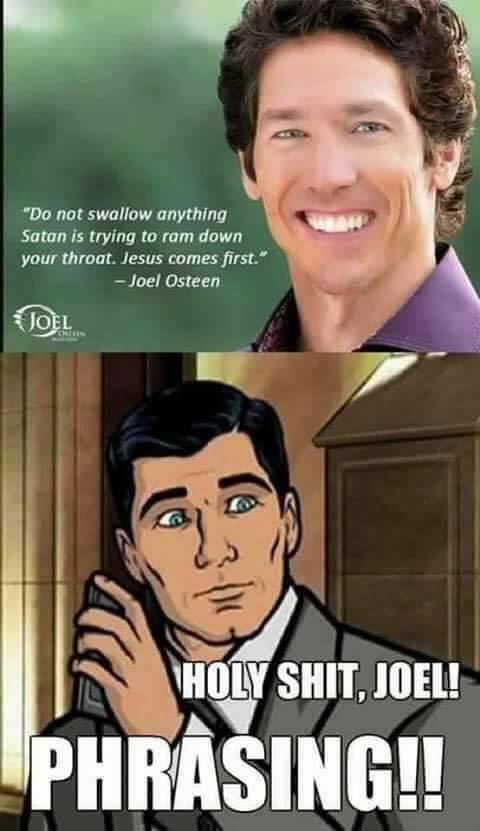 "Do not swallow anything
Satan is trying to ram down
your throat. Jesus comes first."
– Joel Osteen
JOEL
OSTEEN
HOLY SHIT, JOEL!
PHRASING!!